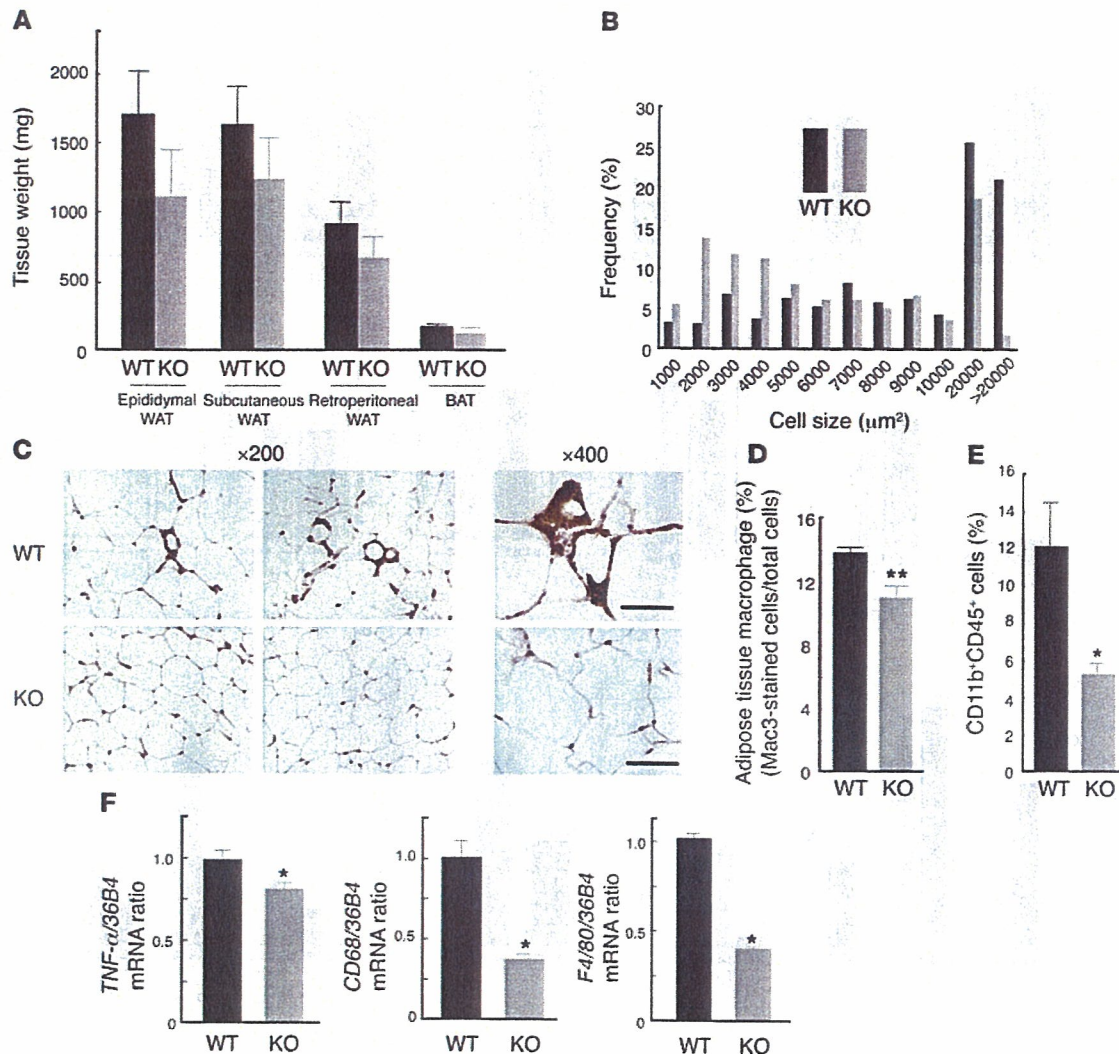 A
Tissue weight (mg)
2000
1500
1000
500
0
WT KO WT KO WT KO WT KO
Epididymal Subcutaneous Retroperitoneal BAT
WAT WAT WAT
B
Frequency (%)
30
25
20
15
10
5
0
WT KO
1000 2000 3000 4000 5000 6000 7000 8000 9000 10000 20000 >20000
Cell size (μm²)
C
×200 ×400
WT
KO
D
Adipose tissue macrophage (%)
(Mac3-stained cells/total cells)
16
12
18
14
0
**
WT KO
E
CD11b⁺CD45⁺ cells (%)
16
14
12
10
8
6
4
2
0
*
WT KO
F
TNF-α/36B4
mRNA ratio
1.0
0.5
0
*
WT KO
CD68/36B4
mRNA ratio
1.0
0.5
0
*
WT KO
F4/80/36B4
mRNA ratio
1.0
0.5
0
*
WT KO